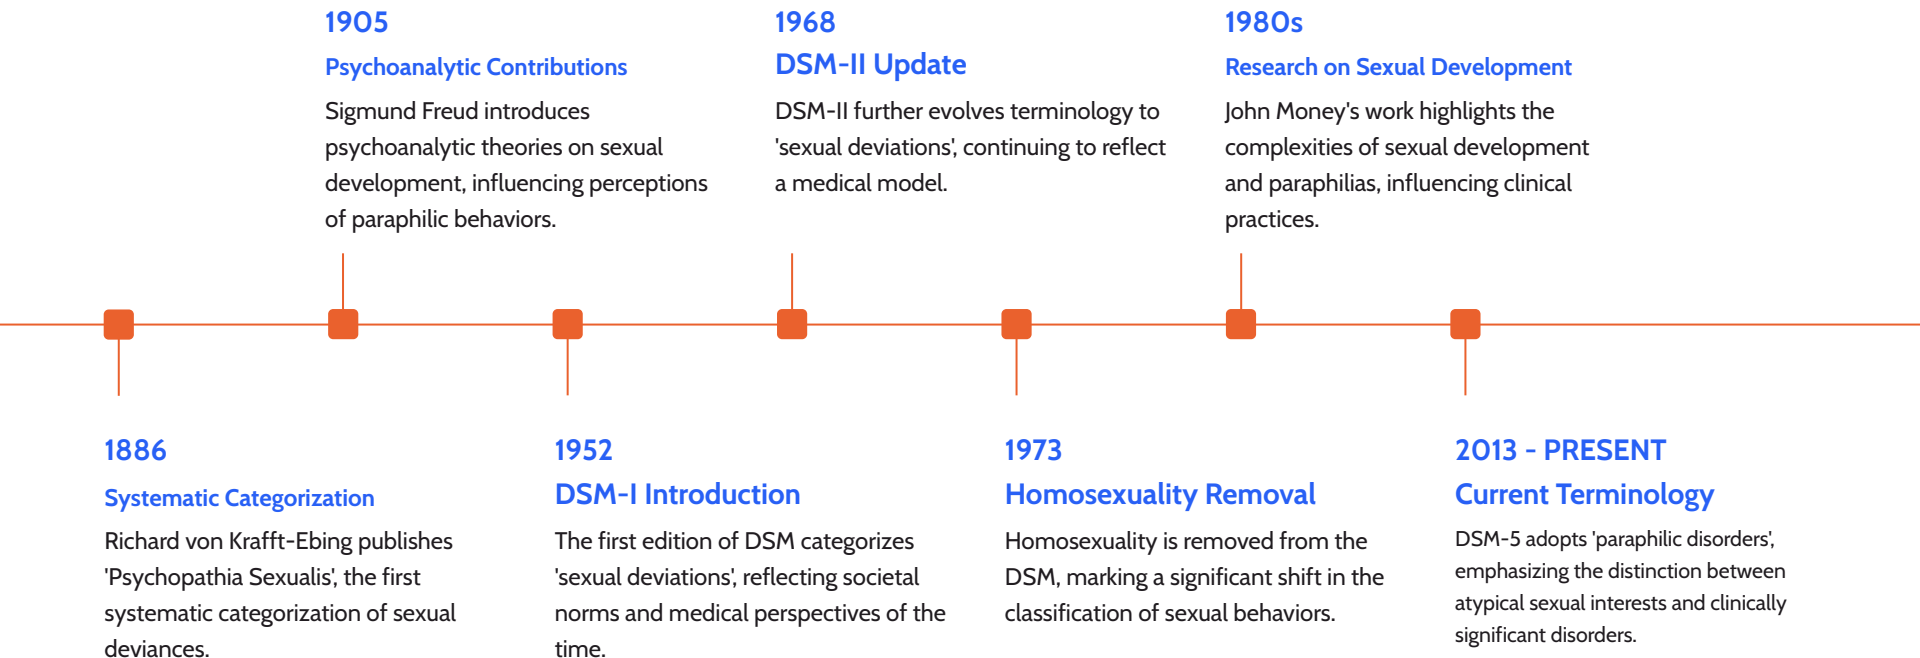 1905
Psychoanalytic Contributions
Sigmund Freud introduces
psychoanalytic theories on sexual
development, influencing perceptions
of paraphilic behaviors.
1968
DSM-II Update
DSM-II further evolves terminology to
'sexual deviations', continuing to reflect
a medical model.
1980s
Research on Sexual Development
John Money's work highlights the
complexities of sexual development
and paraphilias, influencing clinical
practices.
1886
Systematic Categorization
Richard von Krafft-Ebing publishes
'Psychopathia Sexualis', the first
systematic categorization of sexual
deviances.
1952
DSM-I Introduction
The first edition of DSM categorizes
'sexual deviations', reflecting societal
norms and medical perspectives of the
time.
1973
Homosexuality Removal
Homosexuality is removed from the
DSM, marking a significant shift in the
classification of sexual behaviors.
2013 - PRESENT
Current Terminology
DSM-5 adopts 'paraphilic disorders',
emphasizing the distinction between
atypical sexual interests and clinically
significant disorders.